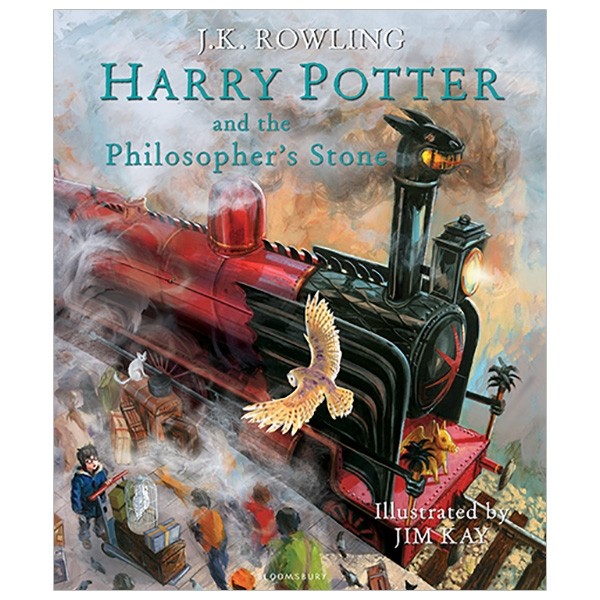 J.K. ROWLING
HARRY POTTER
and the
Philosopher's Stone
Illustrated by
JIM KAY
BLOOMSBURY